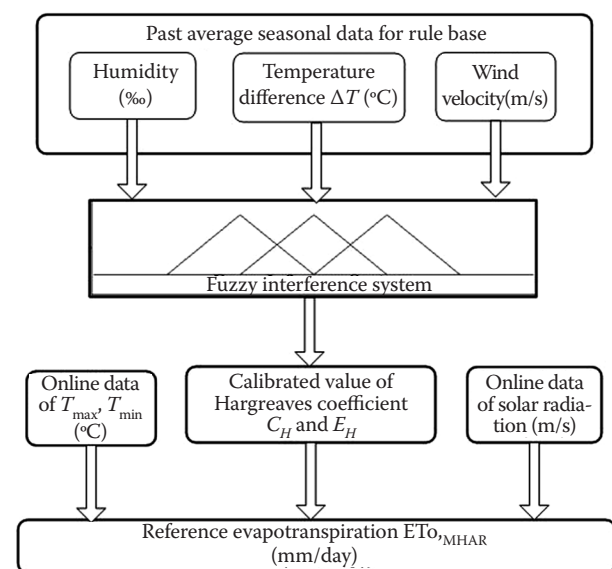 Past average seasonal data for rule base
Humidity
(‰)
Temperature
difference ΔT (ºC)
Wind
velocity(m/s)
Fuzzy interference system
Online data
of Tmax, Tmin
(ºC)
Calibrated value of
Hargreaves coefficient
CH and EH
Online data
of solar radia-
tion (m/s)
Reference evapotranspiration ETo,MHAR
(mm/day)